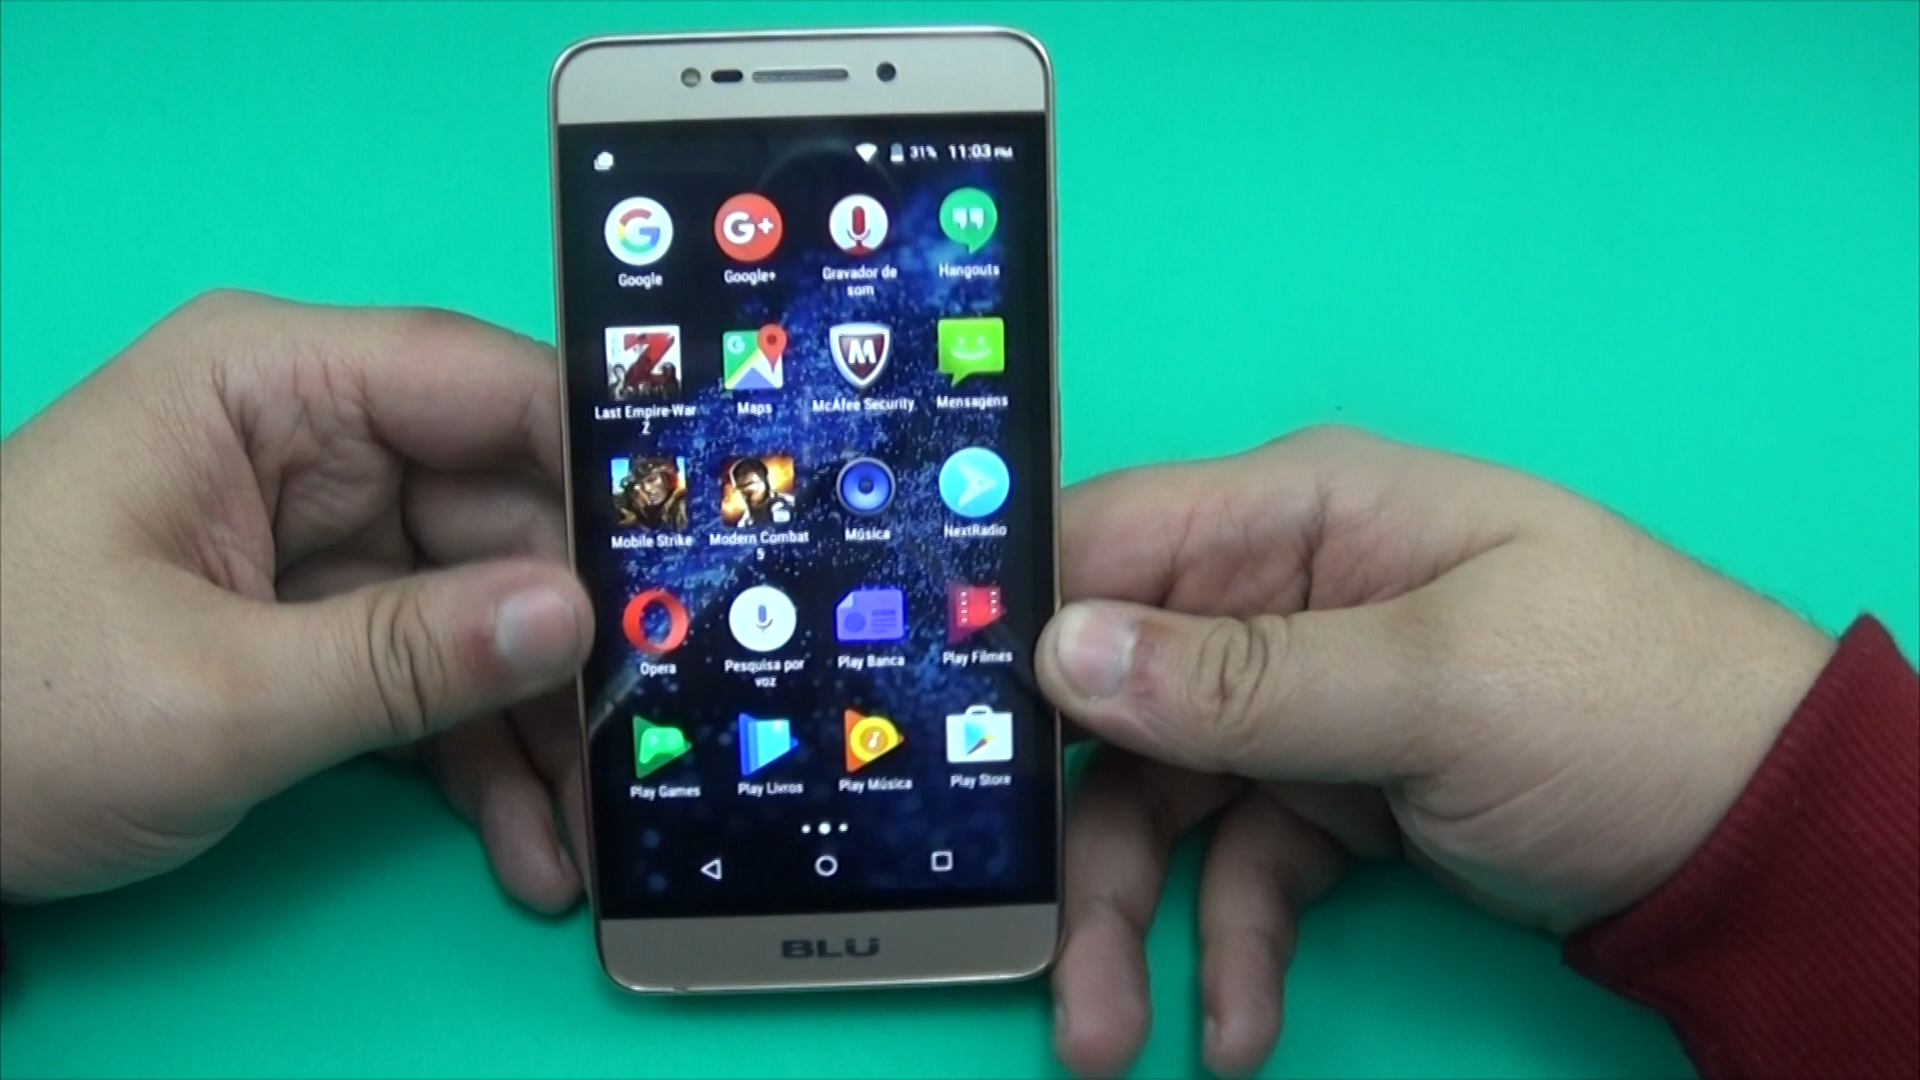 31% 11:03 PM
Google
Google+
Gravador de
som
Hangouts
Last Empire-War
Z
Maps
McAfee Security
Mensagens
Mobile Strike
Modern Combat
5
Música
NextRadio
Opera
Pesquisa por
voz
Play Banca
Play Filmes
Play Games
Play Livros
Play Música
Play Store
BLU